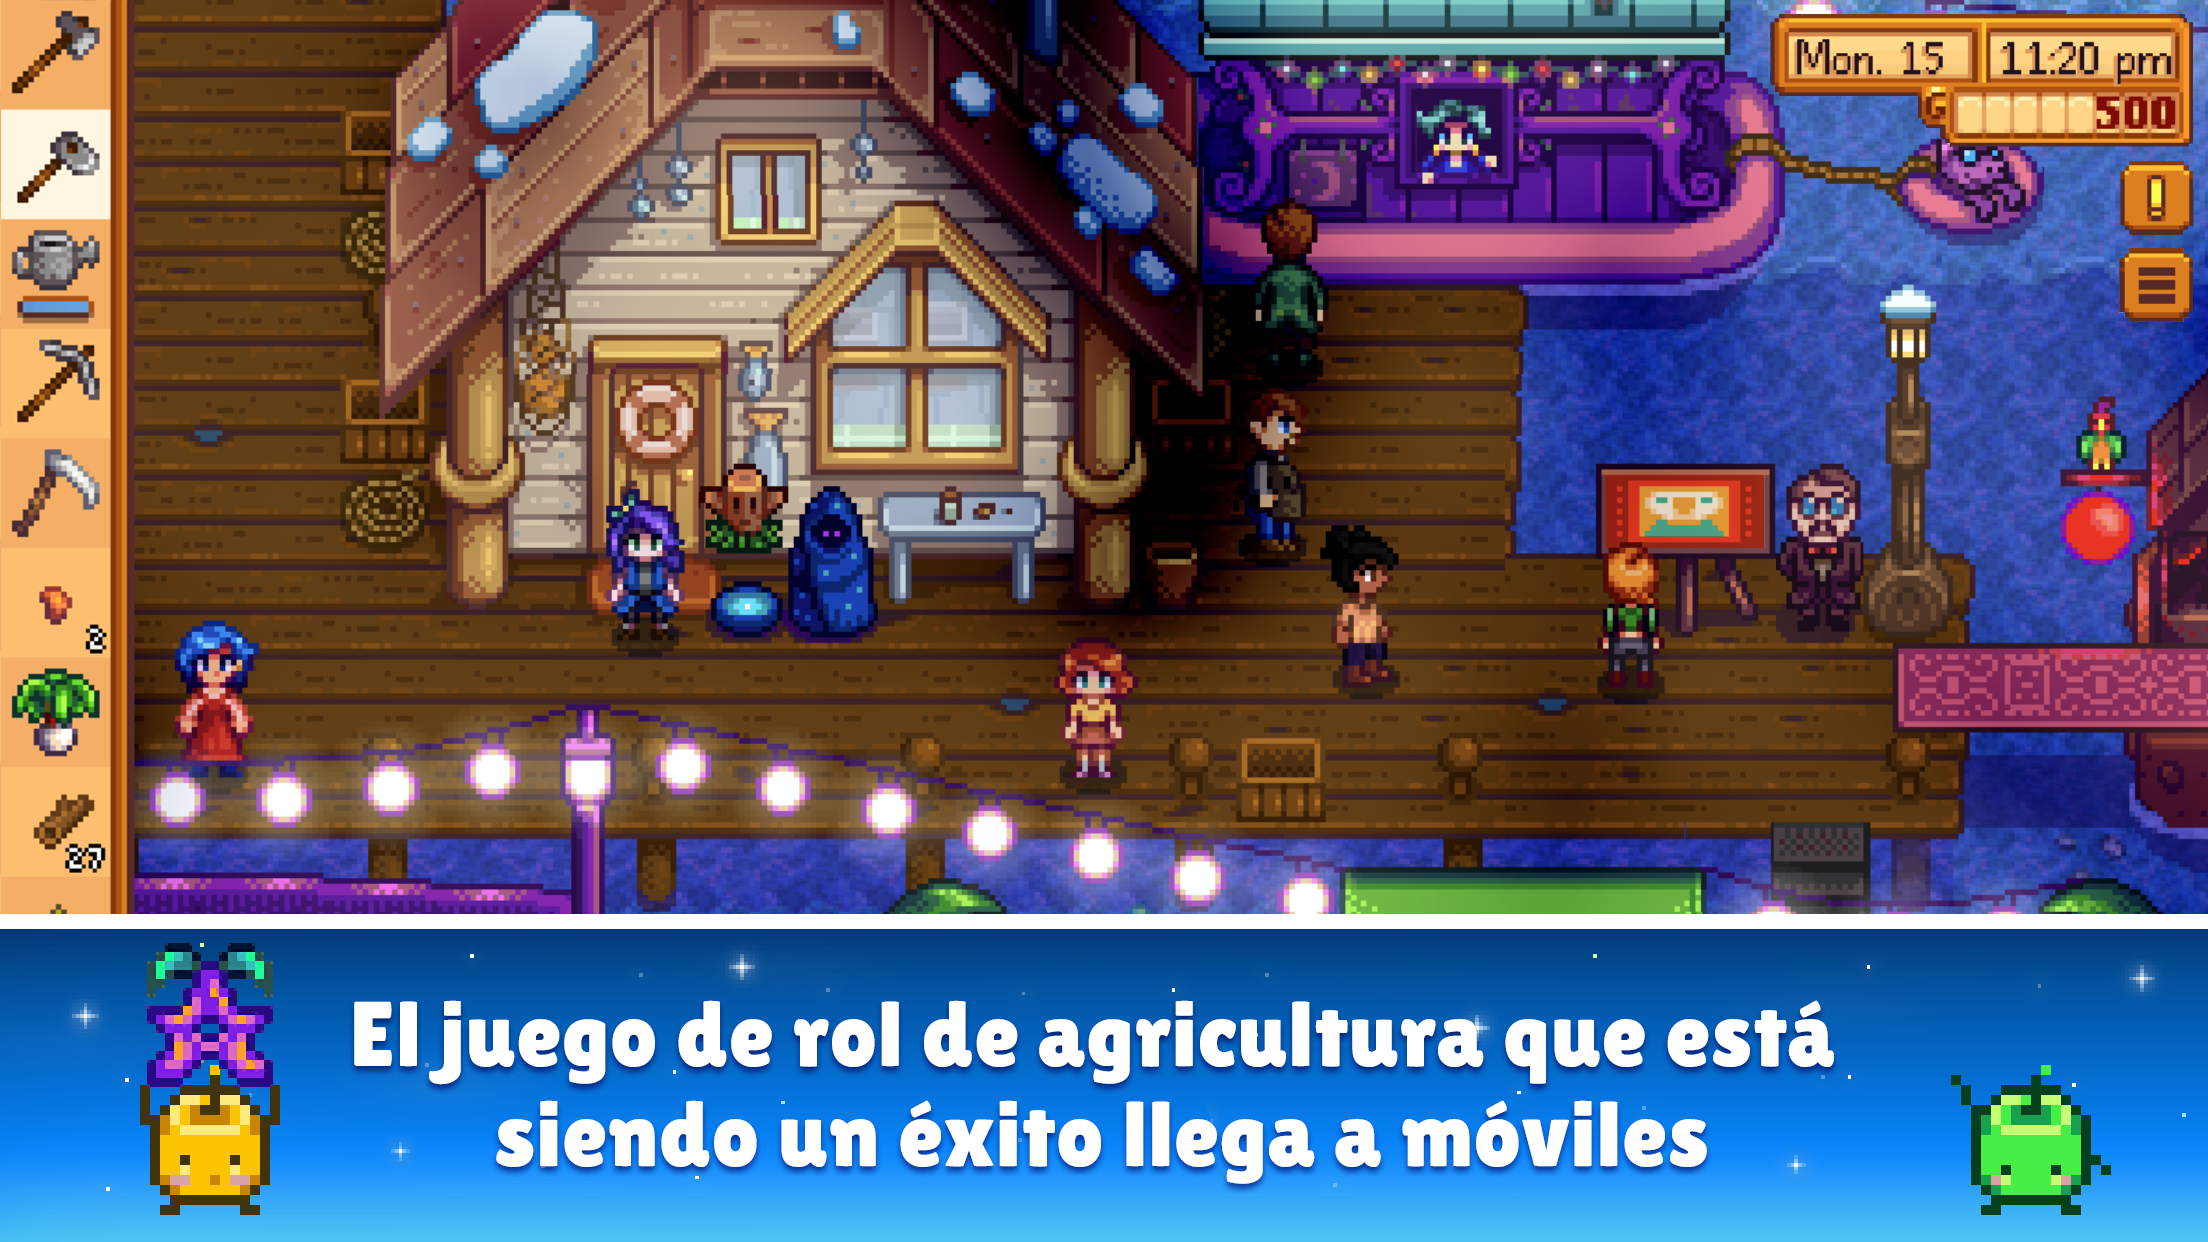 Mon. 15
11:20 pm
500
3
27
El juego de rol de agricultura que está
siendo un éxito llega a móviles